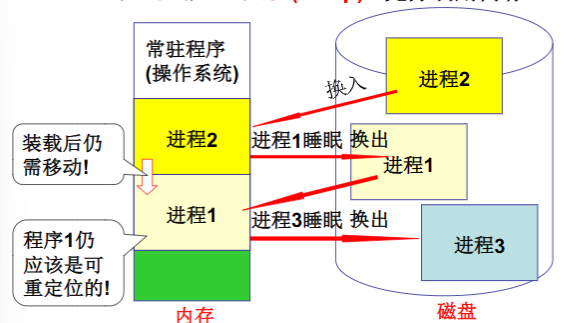 (Swap)
常驻程序
(操作系统)
换入
进程2
进程2
进程1睡眠 换出
装载后仍
需移动!
进程1
进程1
进程3睡眠 换出
程序1仍
应该是可
重定位的!
进程3
内存
磁盘